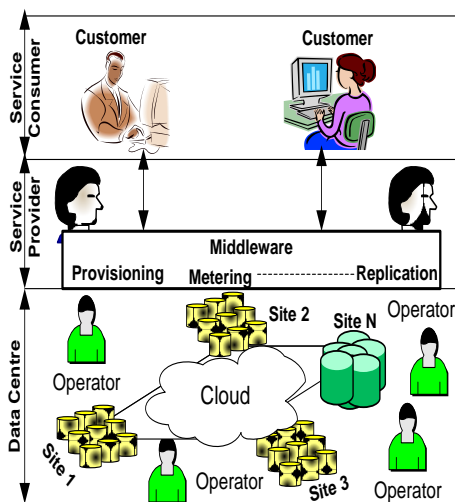 Service
Consumer
Customer
Customer
Service
Provider
Middleware
Provisioning
Metering
Replication
Data Centre
Site 2
Site N
Operator
Operator
Cloud
Site 1
Operator
Site 3
Operator